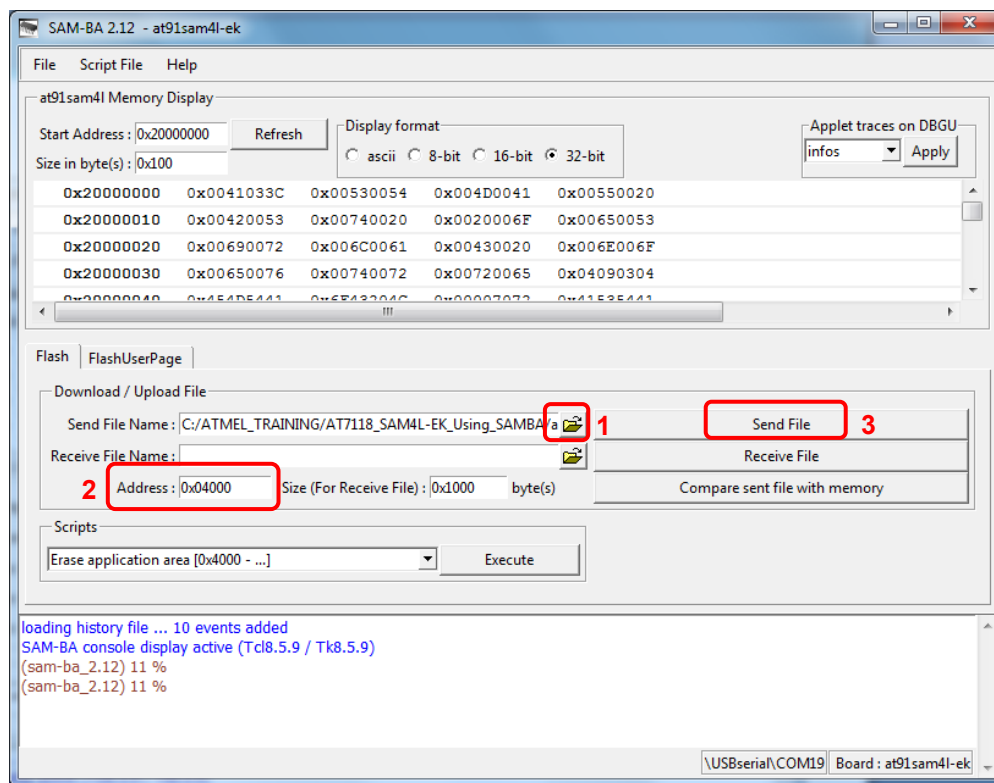 SAM-BA 2.12 - at91sam4l-ek
File Script File Help
at91sam4l Memory Display
Start Address : 0x20000000 Refresh
Size in byte(s) : 0x100
Display format
ascii 8-bit 16-bit 32-bit
Applet traces on DBGU
infos Apply
0x20000000 0x0041033C 0x00530054 0x004D0041 0x00550020
0x20000010 0x00420053 0x00740020 0x0020006F 0x00650053
0x20000020 0x00690072 0x006C0061 0x00430020 0x006E006F
0x20000030 0x00650076 0x00740072 0x00720065 0x04090304
Flash FlashUserPage
Download / Upload File
Send File Name : C:/ATMEL_TRAINING/AT7118_SAM4L-EK_Using_SAMBA/a 1 Send File 3
Receive File Name : Receive File
2 Address : 0x04000 Size (For Receive File) : 0x1000 byte(s) Compare sent file with memory
Scripts
Erase application area [0x4000 - ...] Execute
loading history file ... 10 events added
SAM-BA console display active (Tcl8.5.9 / Tk8.5.9)
(sam-ba_2.12) 11 %
(sam-ba_2.12) 11 %
\USBserial\COM19 Board : at91sam4l-ek